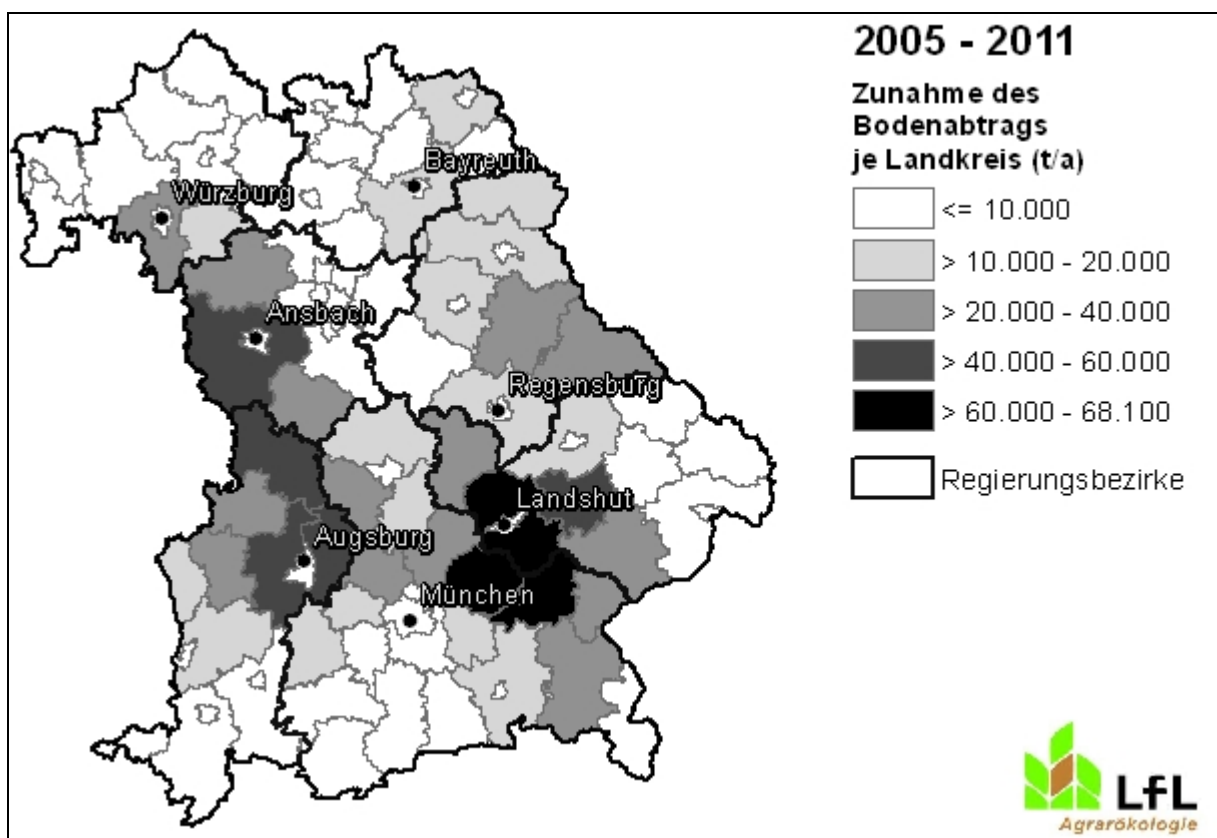 2005 - 2011
Zunahme des
Bodenabtrags
je Landkreis (t/a)
<= 10.000
> 10.000 - 20.000
> 20.000 - 40.000
> 40.000 - 60.000
> 60.000 - 68.100
Regierungsbezirke
Bayreuth
Würzburg
Ansbach
Regensburg
Landshut
Augsburg
München
LfL
Agrarökologie